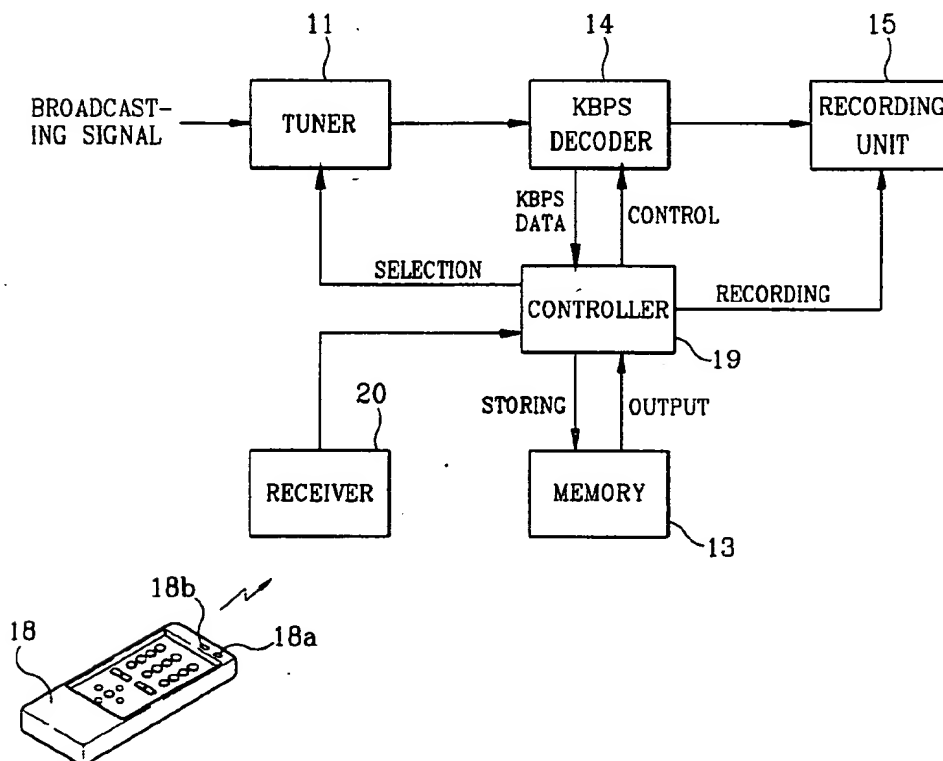 11
14
15
BROADCAST-
ING SIGNAL
TUNER
KBPS
DECODER
RECORDING
UNIT
KBPS
DATA
CONTROL
SELECTION
CONTROLLER
RECORDING
19
STORING
OUTPUT
20
RECEIVER
MEMORY
13
18b
18
18a